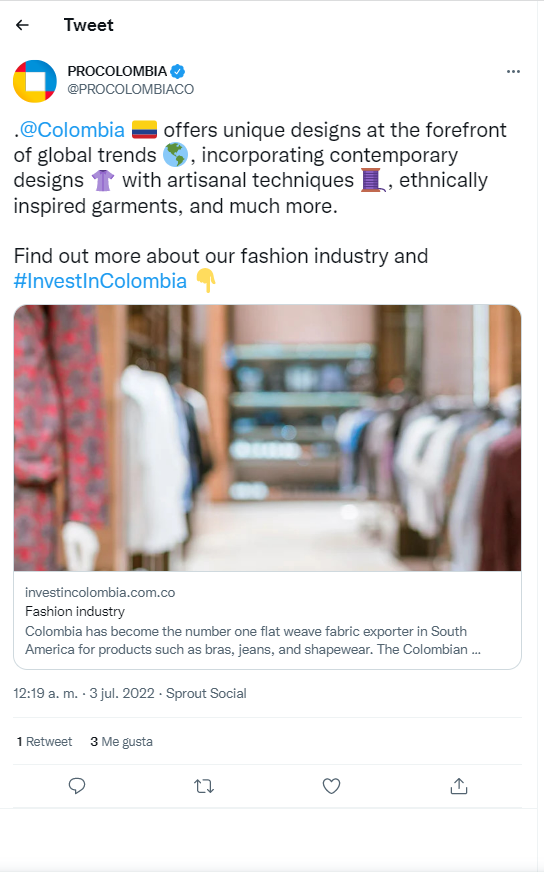 Tweet
PROCOLOMBIA
@PROCOLOMBIACO
.@Colombia 🇨🇴 offers unique designs at the forefront
of global trends 🌎, incorporating contemporary
designs 👚 with artisanal techniques 🧵, ethnically
inspired garments, and much more.
Find out more about our fashion industry and
#InvestInColombia 👇
investincolombia.com.co
Fashion industry
Colombia has become the number one flat weave fabric exporter in South
America for products such as bras, jeans, and shapewear. The Colombian ...
12:19 a. m. · 3 jul. 2022 · Sprout Social
1 Retweet 3 Me gusta